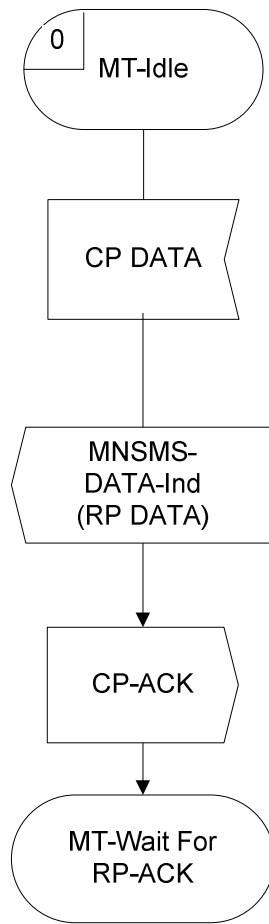 0
MT-Idle
CP DATA
MNSMS-
DATA-Ind
(RP DATA)
CP-ACK
MT-Wait For
RP-ACK